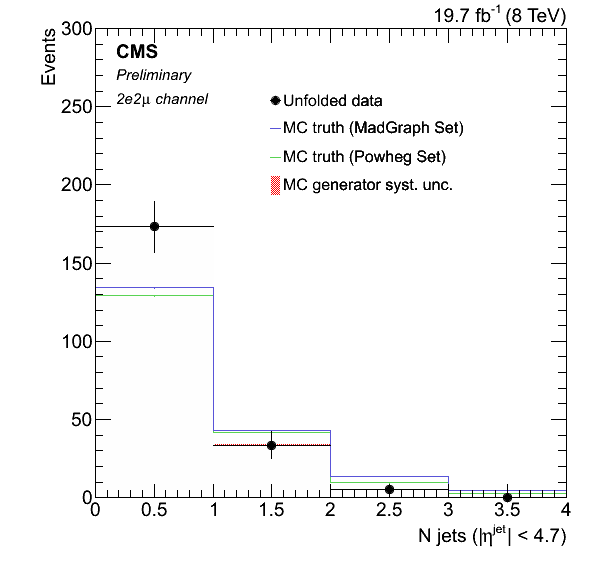 19.7 fb⁻¹ (8 TeV)
Events
300
250
200
150
100
50
0
CMS
Preliminary
2e2μ channel
Unfolded data
MC truth (MadGraph Set)
MC truth (Powheg Set)
MC generator syst. unc.
0 0.5 1 1.5 2 2.5 3 3.5 4
N jets (|η^jet| < 4.7)